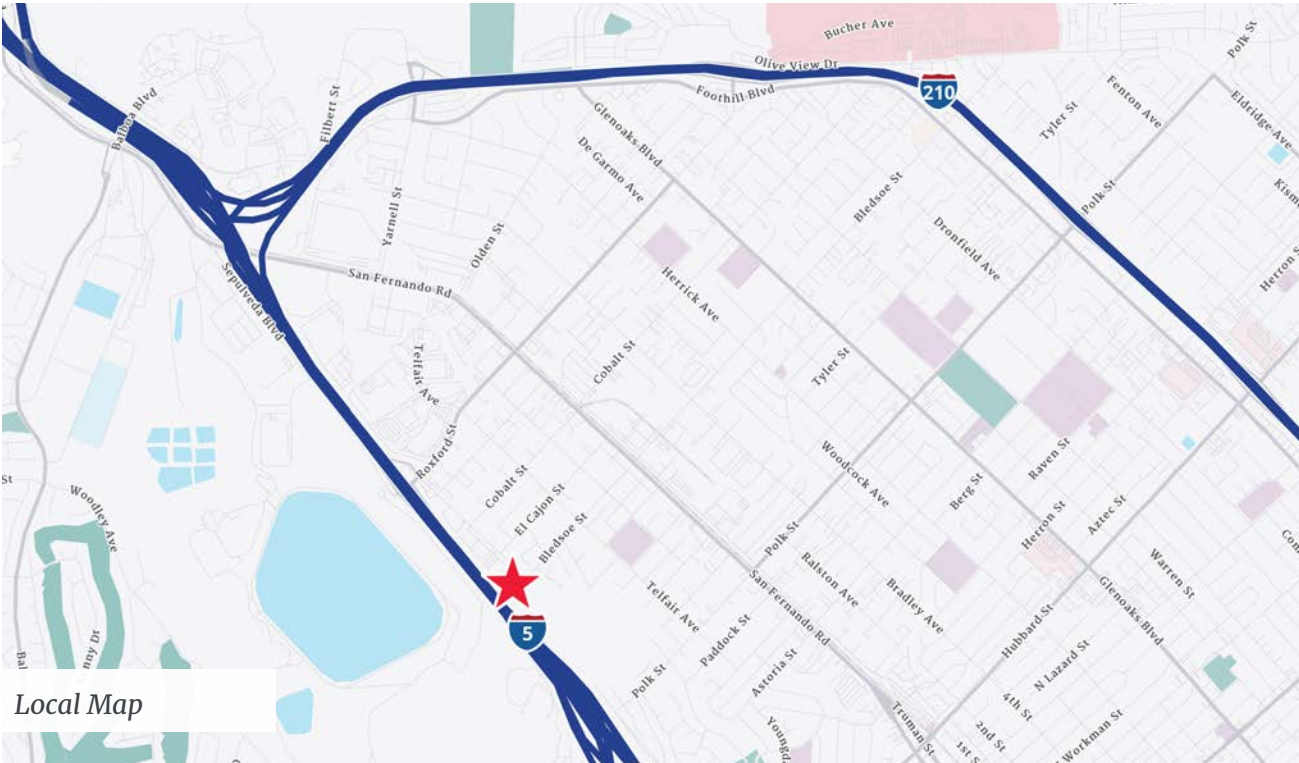 Bucher Ave
Polk St
Olive View Dr
210
Foothill Blvd
Fenton Ave
Tyler St
Eldridge Ave
Balboa Blvd
Filbert St
Glenoaks Blvd
De Garmo Ave
Bledsoe St
Polk St
Yarnell St
Olden St
Dronfield Ave
Herron S
San Fernando Rd
Sepulveda Blvd
Herrick Ave
Telfair Ave
Cobalt St
Tyler St
Roxford St
Cobalt St
El Cajon St
Bledsoe St
Woodcock Ave
Raven St
Berg St
St
Woodley Ave
Herron St
Aztec St
Polk St
Ralston Ave
Bradley Ave
Warren St
5
Telfair Ave
San Fernando Rd
Paddock St
Glenoaks Blvd
Hubbard St
Polk St
Astoria St
N Lazard St
4th St
2nd St
1st S
Workman St
Truman St
nny Dr
Local Map